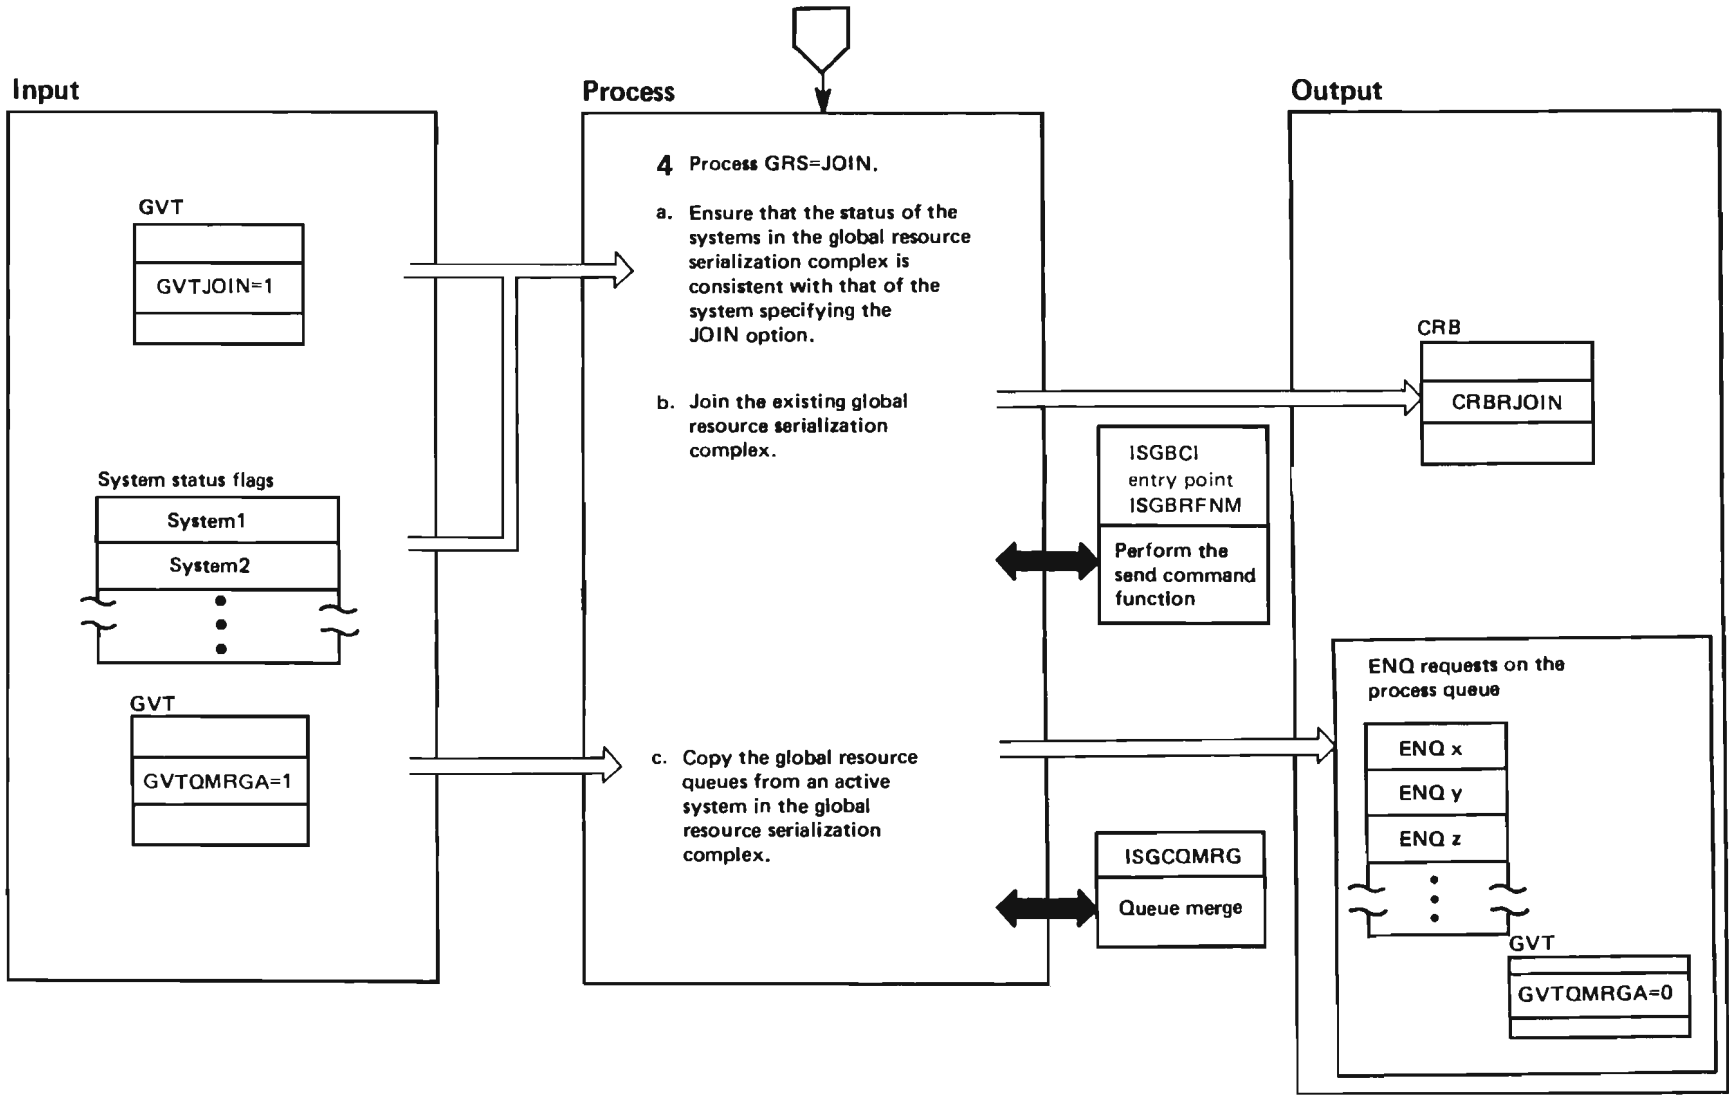 Input
GVT
GVTJOIN=1
System status flags
System1
System2
GVT
GVTQMRGA=1
Process
4 Process GRS=JOIN.
a. Ensure that the status of the
systems in the global resource
serialization complex is
consistent with that of the
system specifying the
JOIN option.
b. Join the existing global
resource serialization
complex.
c. Copy the global resource
queues from an active
system in the global
resource serialization
complex.
ISGBCI
entry point
ISGBRFNM
Perform the
send command
function
ISGCQMRG
Queue merge
Output
CRB
CRBRJOIN
ENQ requests on the
process queue
ENQ x
ENQ y
ENQ z
GVT
GVTQMRGA=0